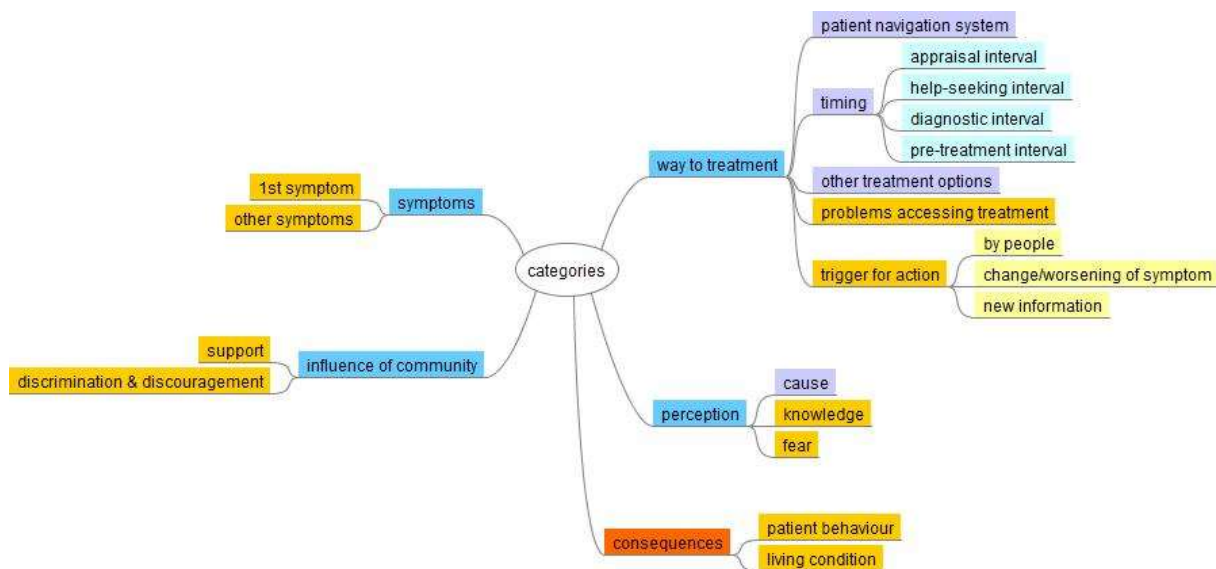 patient navigation system
appraisal interval
help-seeking interval
timing
diagnostic interval
pre-treatment interval
way to treatment
other treatment options
problems accessing treatment
by people
trigger for action
change/worsening of symptom
new information
1st symptom
symptoms
other symptoms
categories
support
influence of community
discrimination & discouragement
cause
perception
knowledge
fear
patient behaviour
consequences
living condition